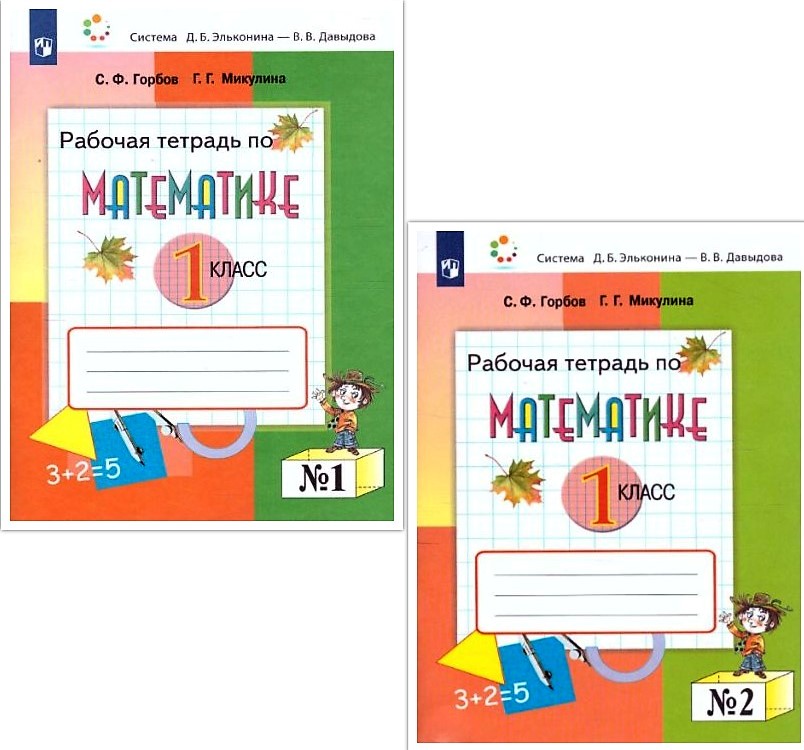 Система Д. Б. Эльконина — В. В. Давыдова
С. Ф. Горбов Г. Г. Микулина
Рабочая тетрадь по
МАТЕМАТИКЕ
1 КЛАСС
3+2=5
№1
Система Д. Б. Эльконина — В. В. Давыдова
С. Ф. Горбов Г. Г. Микулина
Рабочая тетрадь по
МАТЕМАТИКЕ
1 КЛАСС
3+2=5
№2